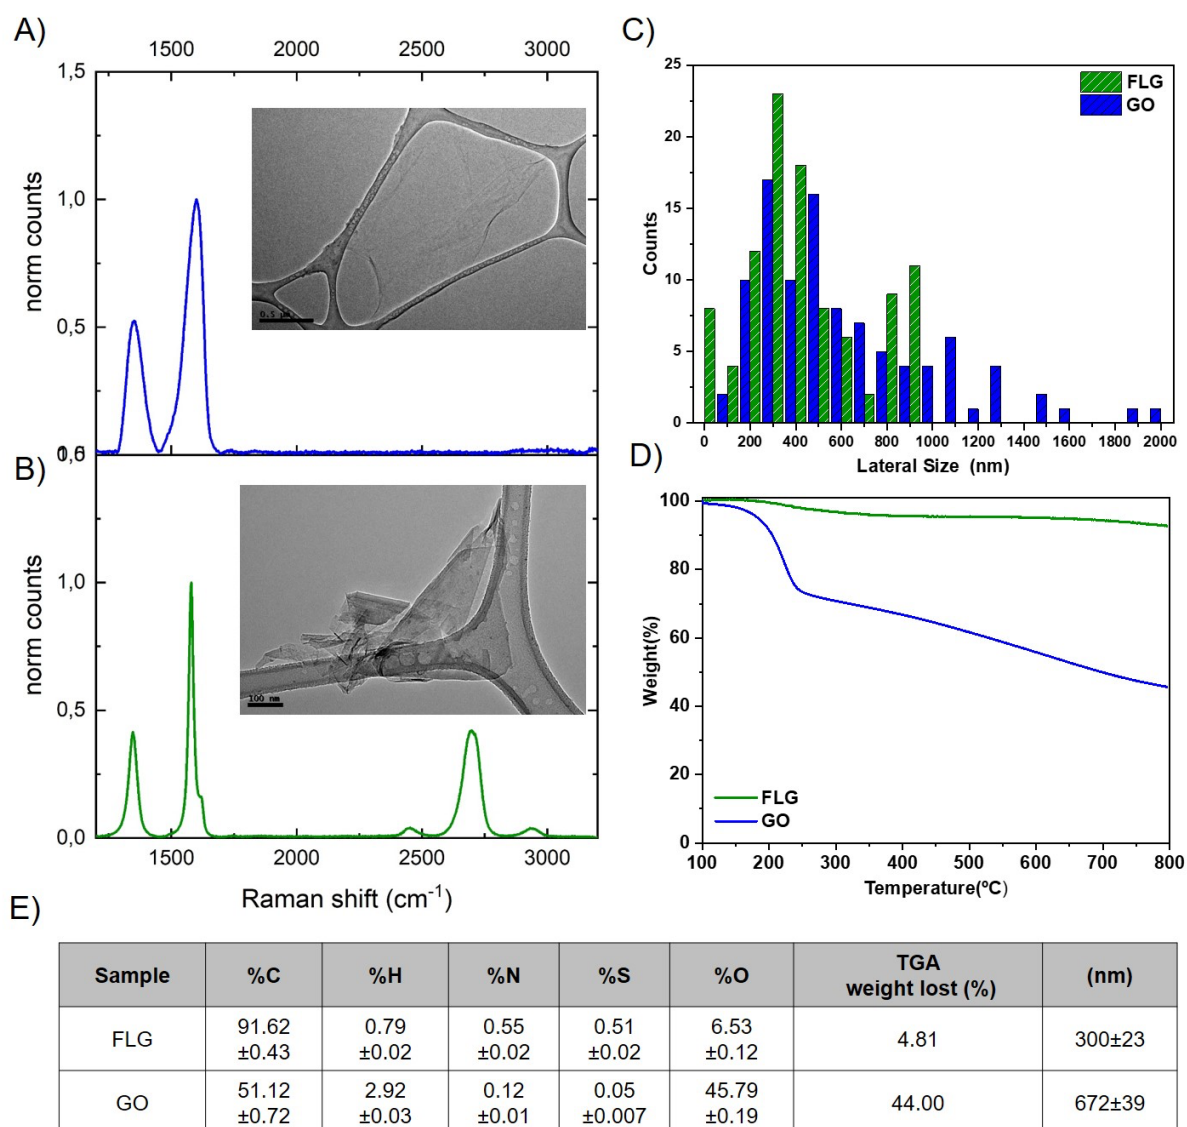 A)
1500 2000 2500 3000
1,5
1,0
0,5
norm counts
0.5 µm
B)
1,0
0,5
0,0
norm counts
100 nm
1500 2000 2500 3000
Raman shift (cm-1)
C)
25
20
15
10
5
0
Counts
FLG
GO
0 200 400 600 800 1000 1200 1400 1600 1800 2000
Lateral Size (nm)
D)
100
80
60
40
20
0
Weight(%)
FLG
GO
100 200 300 400 500 600 700 800
Temperature(ºC)
E)
Sample %C %H %N %S %O TGA weight lost (%) (nm)
FLG 91.62 ±0.43 0.79 ±0.02 0.55 ±0.02 0.51 ±0.02 6.53 ±0.12 4.81 300±23
GO 51.12 ±0.72 2.92 ±0.03 0.12 ±0.01 0.05 ±0.007 45.79 ±0.19 44.00 672±39